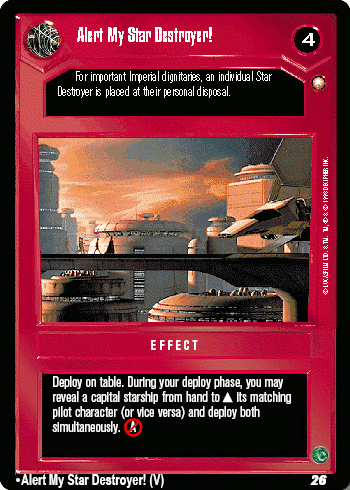 Alert My Star Destroyer!
4
For important Imperial dignitaries, an individual Star
Destroyer is placed at their personal disposal.
EFFECT
Deploy on table. During your deploy phase, you may
reveal a capital starship from hand to ▲ its matching
pilot character (or vice versa) and deploy both
simultaneously.
•Alert My Star Destroyer! (V)
26